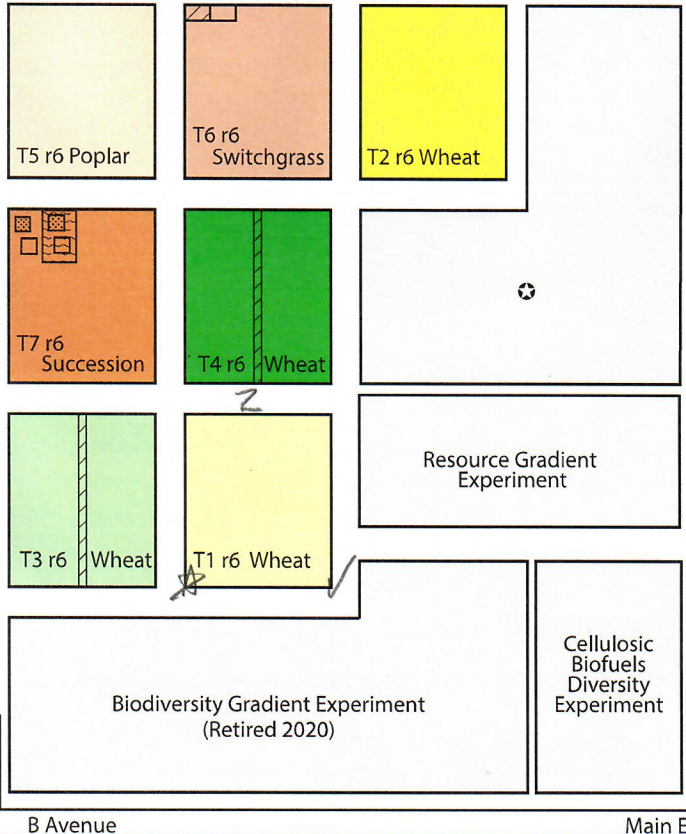 T5 r6 Poplar
T6 r6
Switchgrass
T2 r6 Wheat
T7 r6
Succession
T4 r6 Wheat
2
Resource Gradient
Experiment
T3 r6 Wheat
T1 r6 Wheat
Biodiversity Gradient Experiment
(Retired 2020)
Cellulosic
Biofuels
Diversity
Experiment
B Avenue
Main E